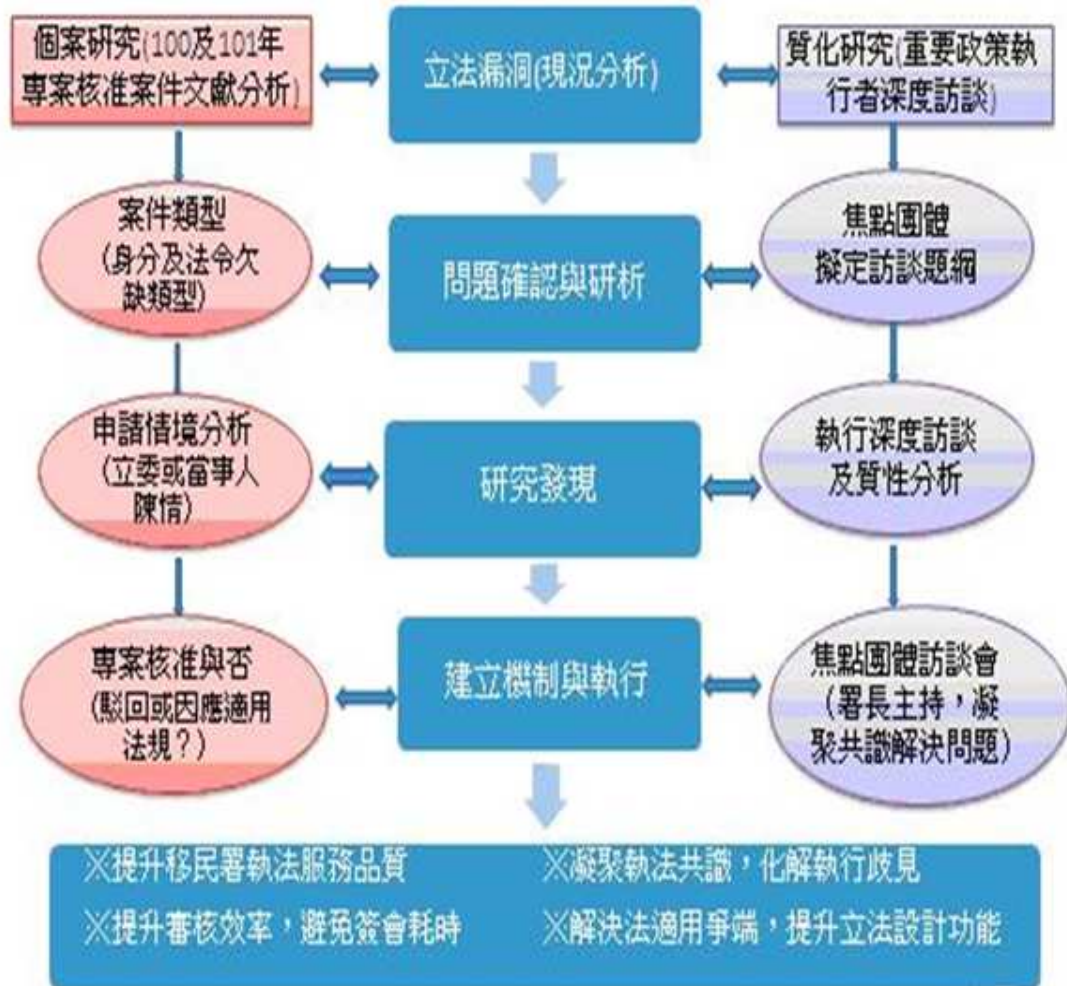 個案研究(100及101年
專案核准案件文獻分析)
立法漏洞(現況分析)
質化研究(重要政策執
行者深度訪談)
案件類型
(身分及法令欠
缺類型)
問題確認與研析
焦點團體
擬定訪談題綱
申請情境分析
(立委或當事人
陳情)
研究發現
執行深度訪談
及質性分析
專案核准與否
(駁回或因應適用
法規？)
建立機制與執行
焦點團體訪談會
(署長主持，凝
聚共識解決問題)
※提升移民署執法服務品質
※凝聚執法共識，化解執行歧見
※提升審核效率，避免簽會耗時
※解決法適用爭端，提升立法設計功能